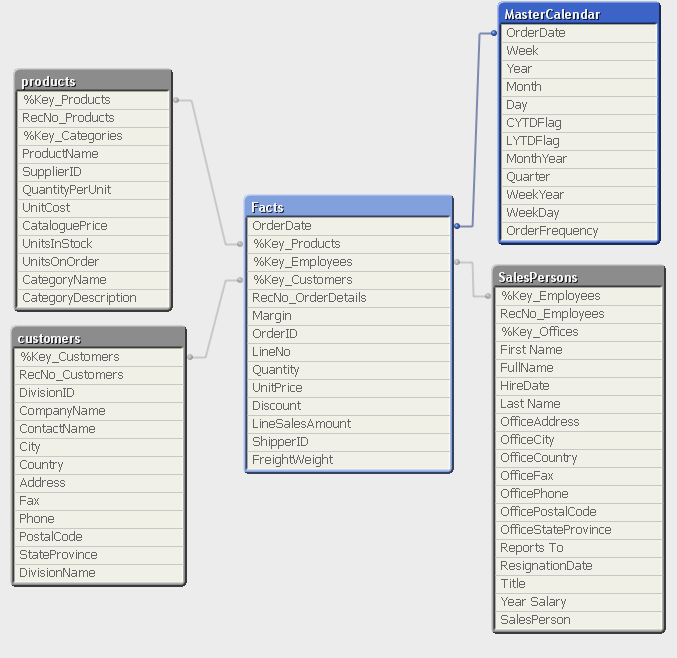 products
%Key_Products
RecNo_Products
%Key_Categories
ProductName
SupplierID
QuantityPerUnit
UnitCost
CataloguePrice
UnitsInStock
UnitsOnOrder
CategoryName
CategoryDescription
customers
%Key_Customers
RecNo_Customers
DivisionID
CompanyName
ContactName
City
Country
Address
Fax
Phone
PostalCode
StateProvince
DivisionName
Facts
OrderDate
%Key_Products
%Key_Employees
%Key_Customers
RecNo_OrderDetails
Margin
OrderID
LineNo
Quantity
UnitPrice
Discount
LineSalesAmount
ShipperID
FreightWeight
MasterCalendar
OrderDate
Week
Year
Month
Day
CYTDFlag
LYTDFlag
MonthYear
Quarter
WeekYear
WeekDay
OrderFrequency
SalesPersons
%Key_Employees
RecNo_Employees
%Key_Offices
First Name
FullName
HireDate
Last Name
OfficeAddress
OfficeCity
OfficeCountry
OfficeFax
OfficePhone
OfficePostalCode
OfficeStateProvince
Reports To
ResignationDate
Title
Year Salary
SalesPerson